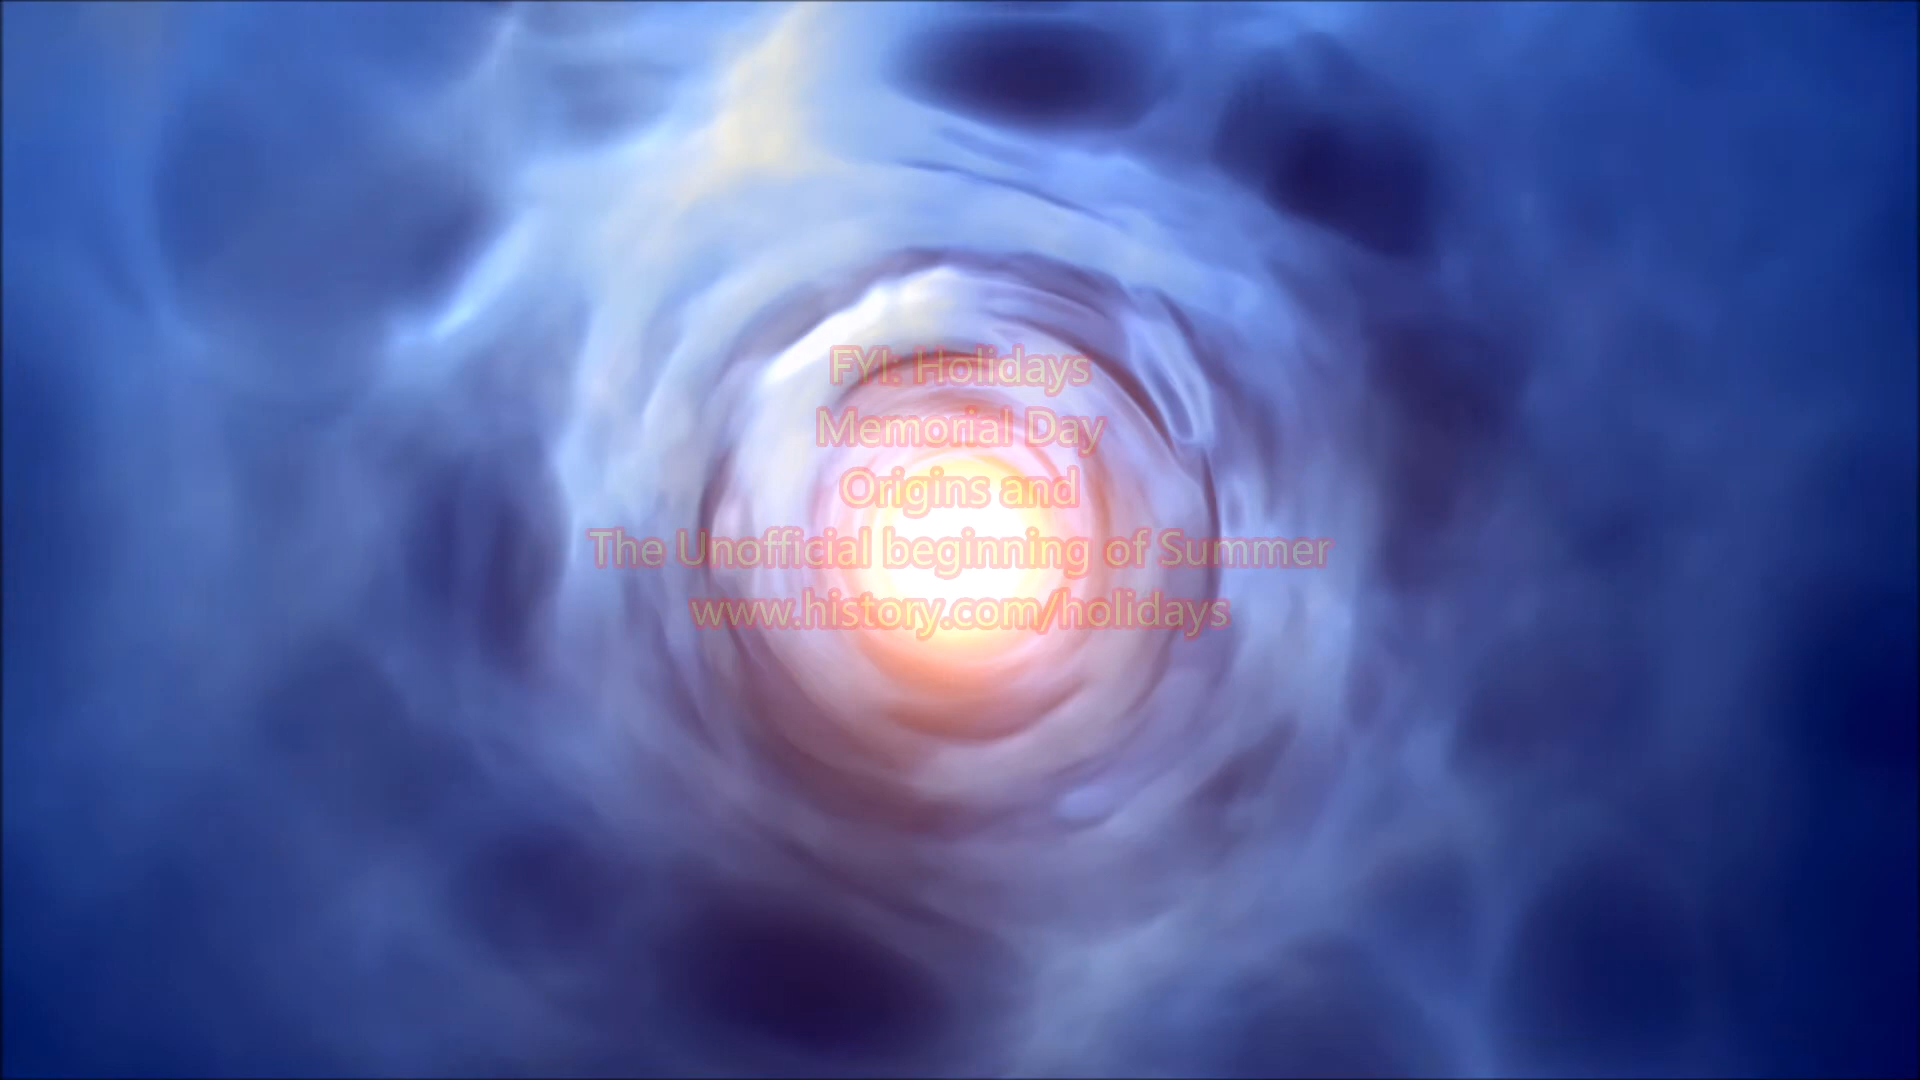 FYI: Holidays
Memorial Day
Origins and
The Unofficial beginning of Summer
www.history.com/holidays